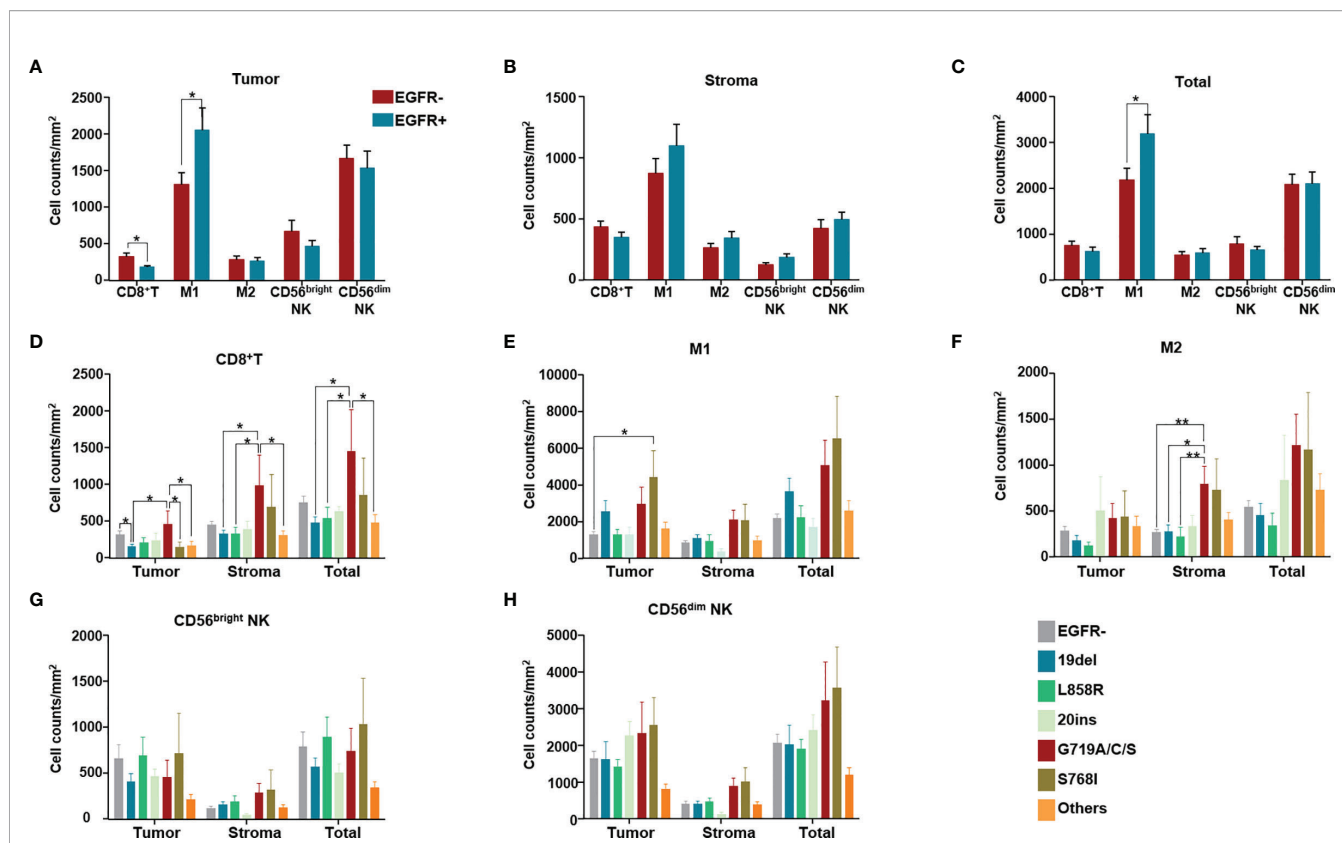 A
Tumor
Cell counts/mm²
2500
2000
1500
1000
500
0
*
*
CD8⁺T
M1
M2
CD56ᵇʳⁱᵍʰᵗ
NK
CD56ᵈⁱᵐ
NK
EGFR-
EGFR+
B
Stroma
Cell counts/mm²
1000
500
0
CD8⁺T
M1
M2
CD56ᵇʳⁱᵍʰᵗ
NK
CD56ᵈⁱᵐ
NK
C
Total
Cell counts/mm²
4000
3000
2000
1000
0
*
CD8⁺T
M1
M2
CD56ᵇʳⁱᵍʰᵗ
NK
CD56ᵈⁱᵐ
NK
D
CD8⁺T
Cell counts/mm²
2500
2000
1500
1000
500
0
*
*
*
*
*
*
*
*
*
*
Tumor
Stroma
Total
E
M1
Cell counts/mm²
10000
8000
6000
4000
2000
0
*
Tumor
Stroma
Total
F
M2
Cell counts/mm²
2000
1500
1000
500
0
**
*
**
Tumor
Stroma
Total
G
CD56ᵇʳⁱᵍʰᵗ NK
Cell counts/mm²
2000
1500
1000
500
0
Tumor
Stroma
Total
H
CD56ᵈⁱᵐ NK
Cell counts/mm²
5000
4000
3000
2000
1000
0
Tumor
Stroma
Total
EGFR-
19del
L858R
20ins
G719A/C/S
S768I
Others